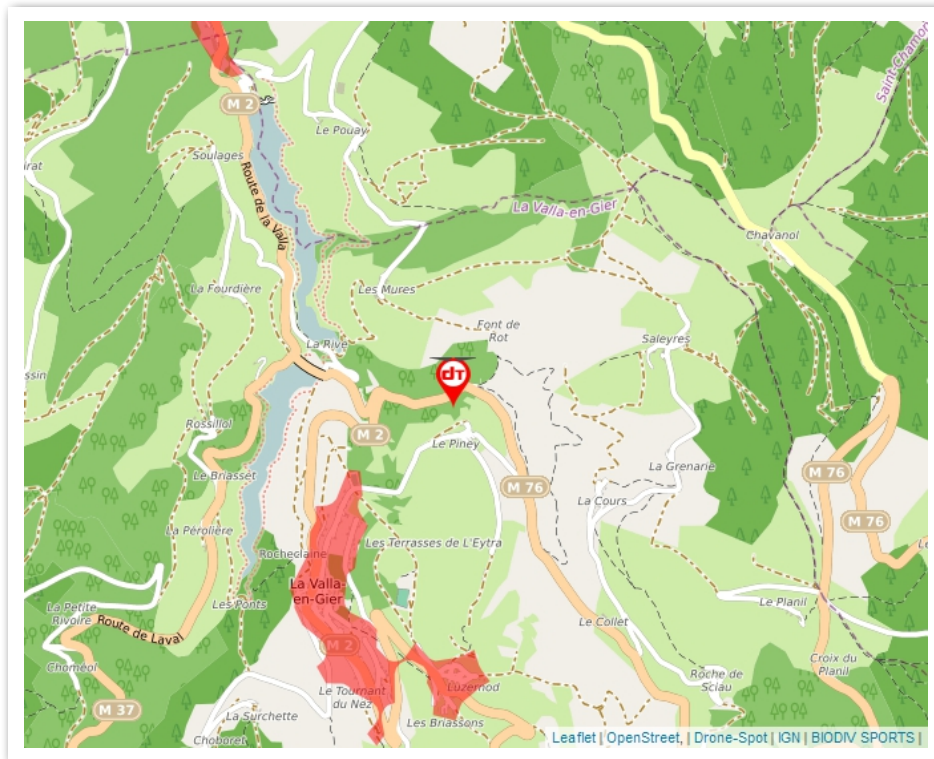 M 2
Le Pouay
Saint-Chamon
Soulages
Route de la Valla
La Valla-en-Gier
Chavanol
La Fourdière
Les Mures
Font de
Rot
La Rive
Saleyres
dT
Rossillol
M 2
Le Piney
Le Briasset
La Grenarie
M 76
M 76
La Cours
M 76
La Pérolière
Les Terrasses de L'Eytra
Rocheclaine
La Valla-
en-Gier
Les Ponts
La Petite
Rivoire
Le Planil
Route de Laval
Le Collet
M 2
Chomeol
Croix du
Planil
Roche de
Sciau
Luzernod
Le Tournant
du Nez
M 37
La Surchette
Les Briassons
Choboret
Leaflet | OpenStreet, | Drone-Spot | IGN | BIODIV SPORTS |